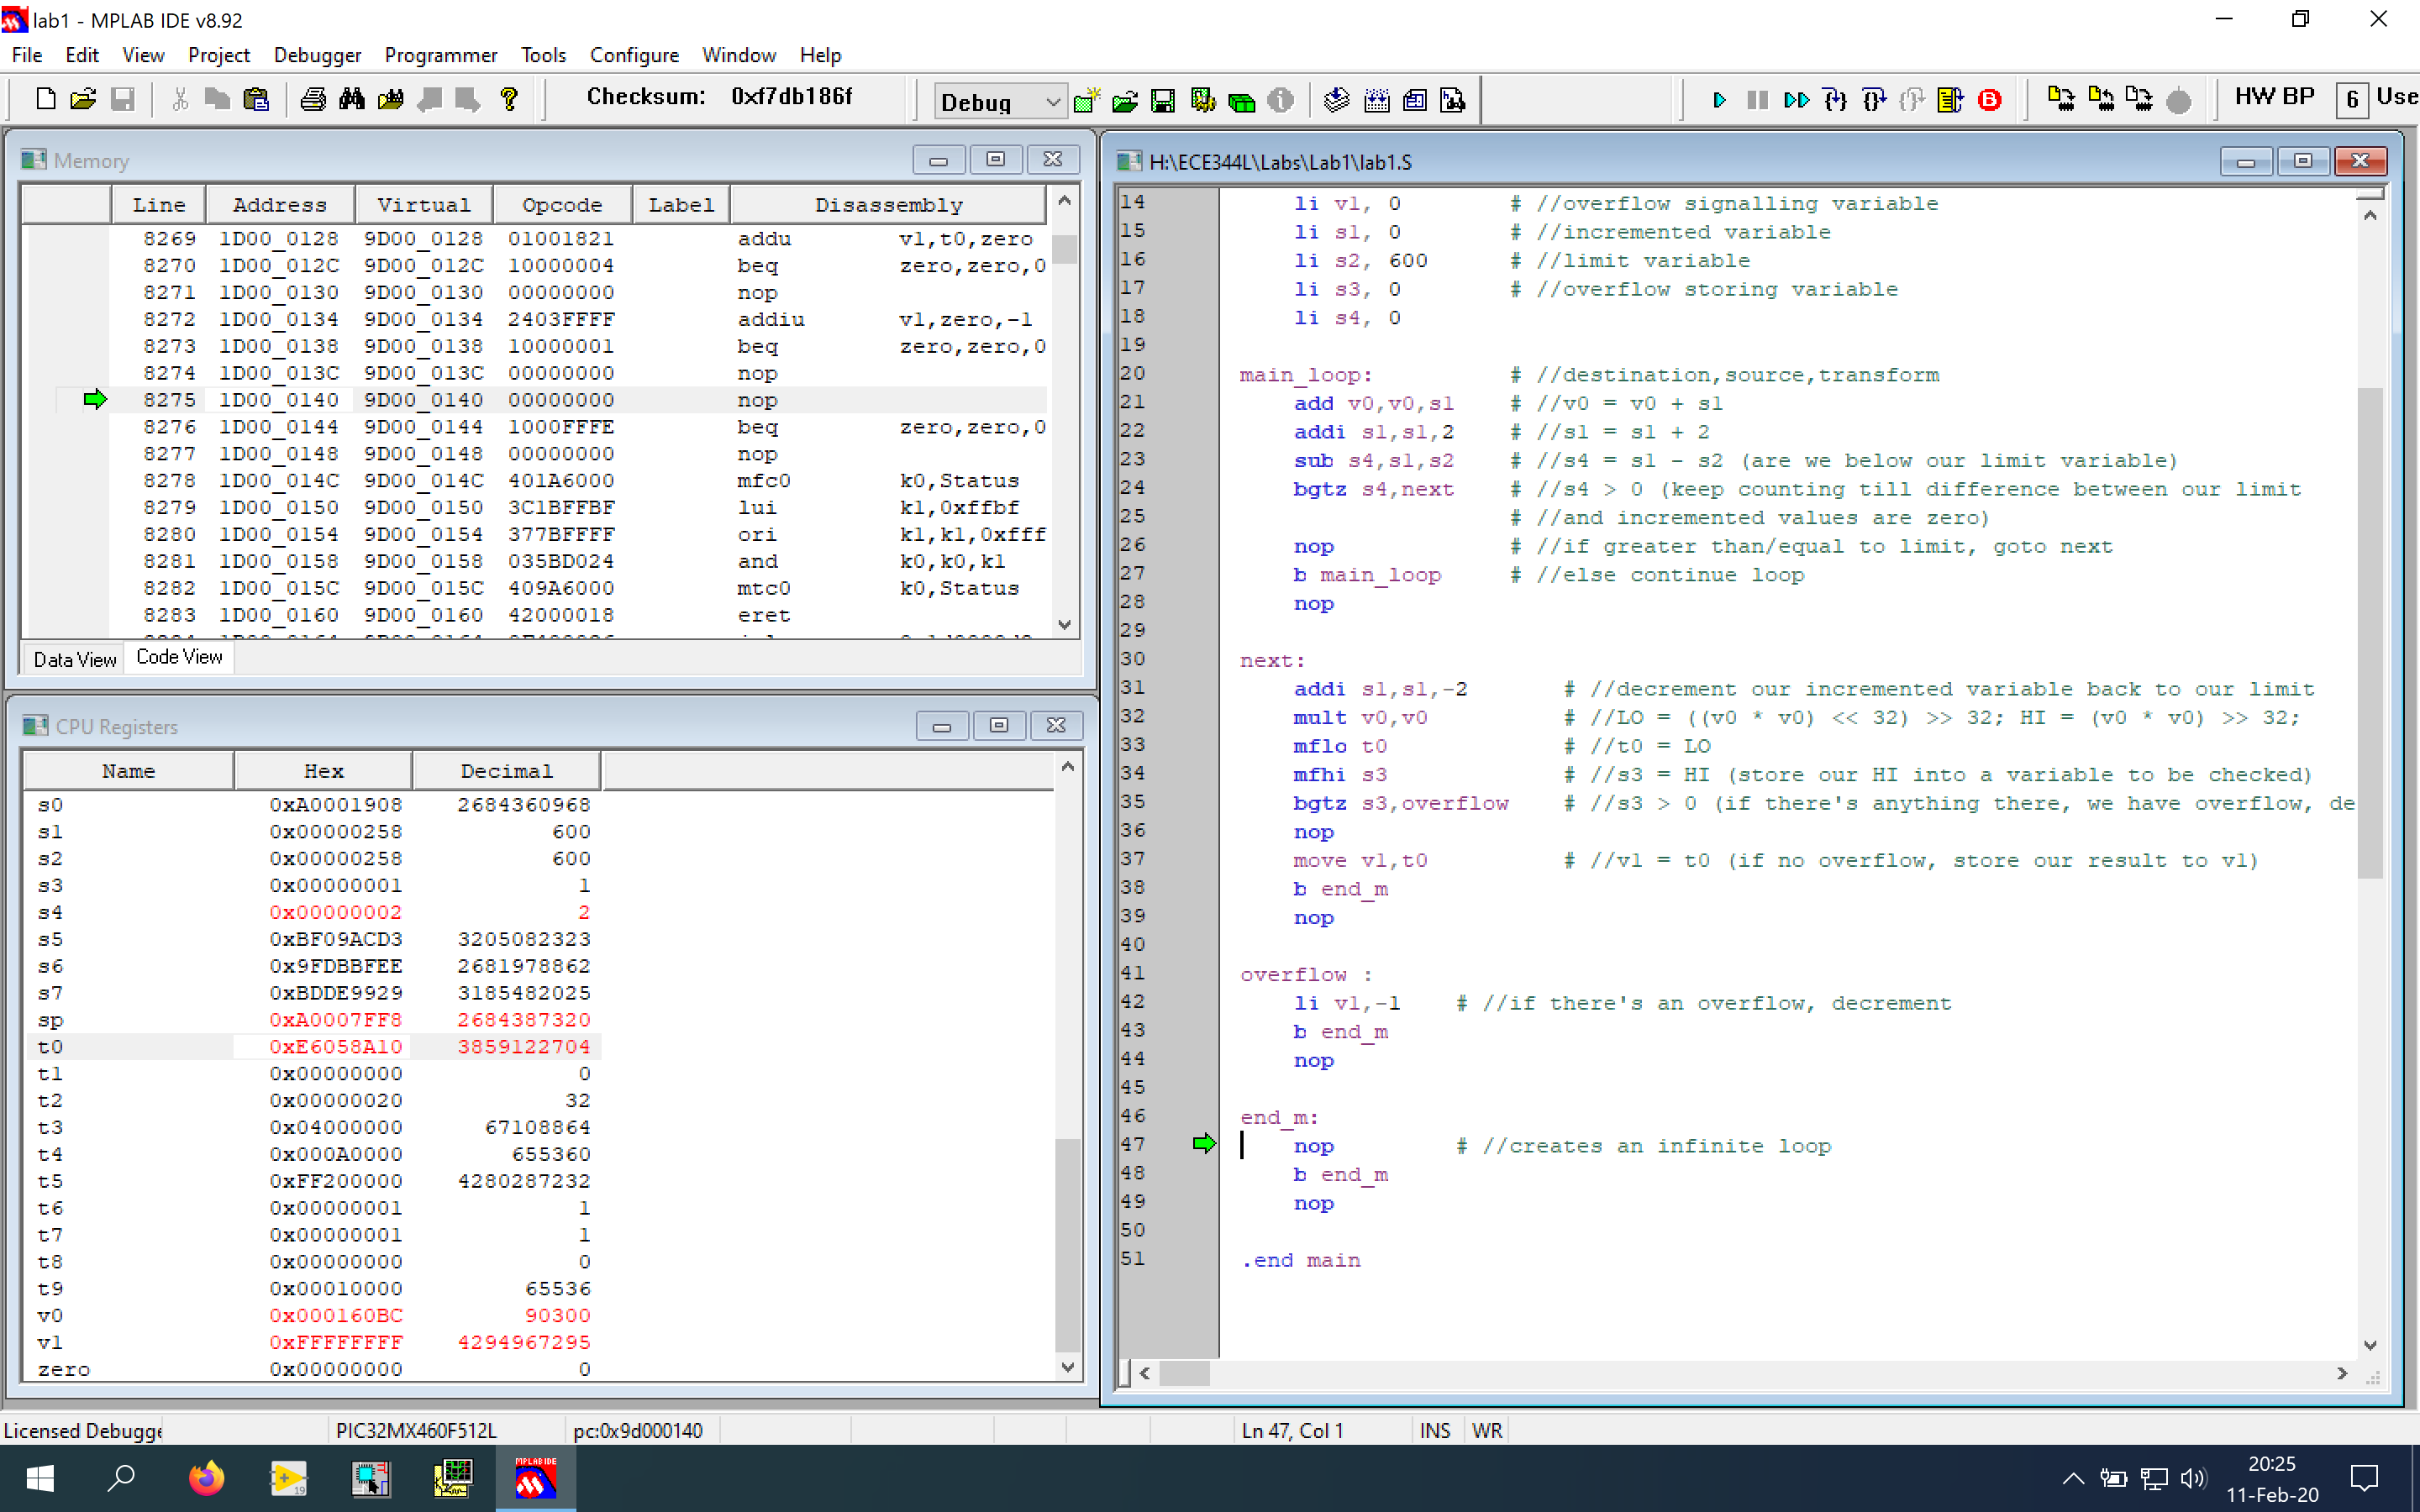 lab1 - MPLAB IDE v8.92
File Edit View Project Debugger Programmer Tools Configure Window Help
Checksum: 0xf7db186f
Debug
HW BP 6 Use
Memory
Line Address Virtual Opcode Label Disassembly
8269 1D00_0128 9D00_0128 01001821 addu v1,t0,zero
8270 1D00_012C 9D00_012C 10000004 beq zero,zero,0
8271 1D00_0130 9D00_0130 00000000 nop
8272 1D00_0134 9D00_0134 2403FFFF addiu v1,zero,-1
8273 1D00_0138 9D00_0138 10000001 beq zero,zero,0
8274 1D00_013C 9D00_013C 00000000 nop
8275 1D00_0140 9D00_0140 00000000 nop
8276 1D00_0144 9D00_0144 1000FFFE beq zero,zero,0
8277 1D00_0148 9D00_0148 00000000 nop
8278 1D00_014C 9D00_014C 401A6000 mfc0 k0,Status
8279 1D00_0150 9D00_0150 3C1BFFBF lui k1,0xffbf
8280 1D00_0154 9D00_0154 377BFFFF ori k1,k1,0xfff
8281 1D00_0158 9D00_0158 035BD024 and k0,k0,k1
8282 1D00_015C 9D00_015C 409A6000 mtc0 k0,Status
8283 1D00_0160 9D00_0160 42000018 eret
Data View Code View
CPU Registers
Name Hex Decimal
s0 0xA0001908 2684360968
s1 0x00000258 600
s2 0x00000258 600
s3 0x00000001 1
s4 0x00000002 2
s5 0xBF09ACD3 3205082323
s6 0x9FDBBFEE 2681978862
s7 0xBDDE9929 3185482025
sp 0xA0007FF8 2684387320
t0 0xE6058A10 3859122704
t1 0x00000000 0
t2 0x00000020 32
t3 0x04000000 67108864
t4 0x000A0000 655360
t5 0xFF200000 4280287232
t6 0x00000001 1
t7 0x00000001 1
t8 0x00000000 0
t9 0x00010000 65536
v0 0x000160BC 90300
v1 0xFFFFFFFF 4294967295
zero 0x00000000 0
H:\ECE344L\Labs\Lab1\lab1.S
14 li v1, 0 # //overflow signalling variable
15 li s1, 0 # //incremented variable
16 li s2, 600 # //limit variable
17 li s3, 0 # //overflow storing variable
18 li s4, 0
19
20 main_loop: # //destination,source,transform
21 add v0,v0,s1 # //v0 = v0 + s1
22 addi s1,s1,2 # //s1 = s1 + 2
23 sub s4,s1,s2 # //s4 = s1 - s2 (are we below our limit variable)
24 bgtz s4,next # //s4 > 0 (keep counting till difference between our limit
25 # //and incremented values are zero)
26 nop # //if greater than/equal to limit, goto next
27 b main_loop # //else continue loop
28 nop
29
30 next:
31 addi s1,s1,-2 # //decrement our incremented variable back to our limit
32 mult v0,v0 # //LO = ((v0 * v0) << 32) >> 32; HI = (v0 * v0) >> 32;
33 mflo t0 # //t0 = LO
34 mfhi s3 # //s3 = HI (store our HI into a variable to be checked)
35 bgtz s3,overflow # //s3 > 0 (if there's anything there, we have overflow, de
36 nop
37 move v1,t0 # //v1 = t0 (if no overflow, store our result to v1)
38 b end_m
39 nop
40
41 overflow :
42 li v1,-1 # //if there's an overflow, decrement
43 b end_m
44 nop
45
46 end_m:
47 nop # //creates an infinite loop
48 b end_m
49 nop
50
51 .end main
Licensed Debugge PIC32MX460F512L pc:0x9d000140 Ln 47, Col 1 INS WR
19
MPLAB IDE
20:25
11-Feb-20